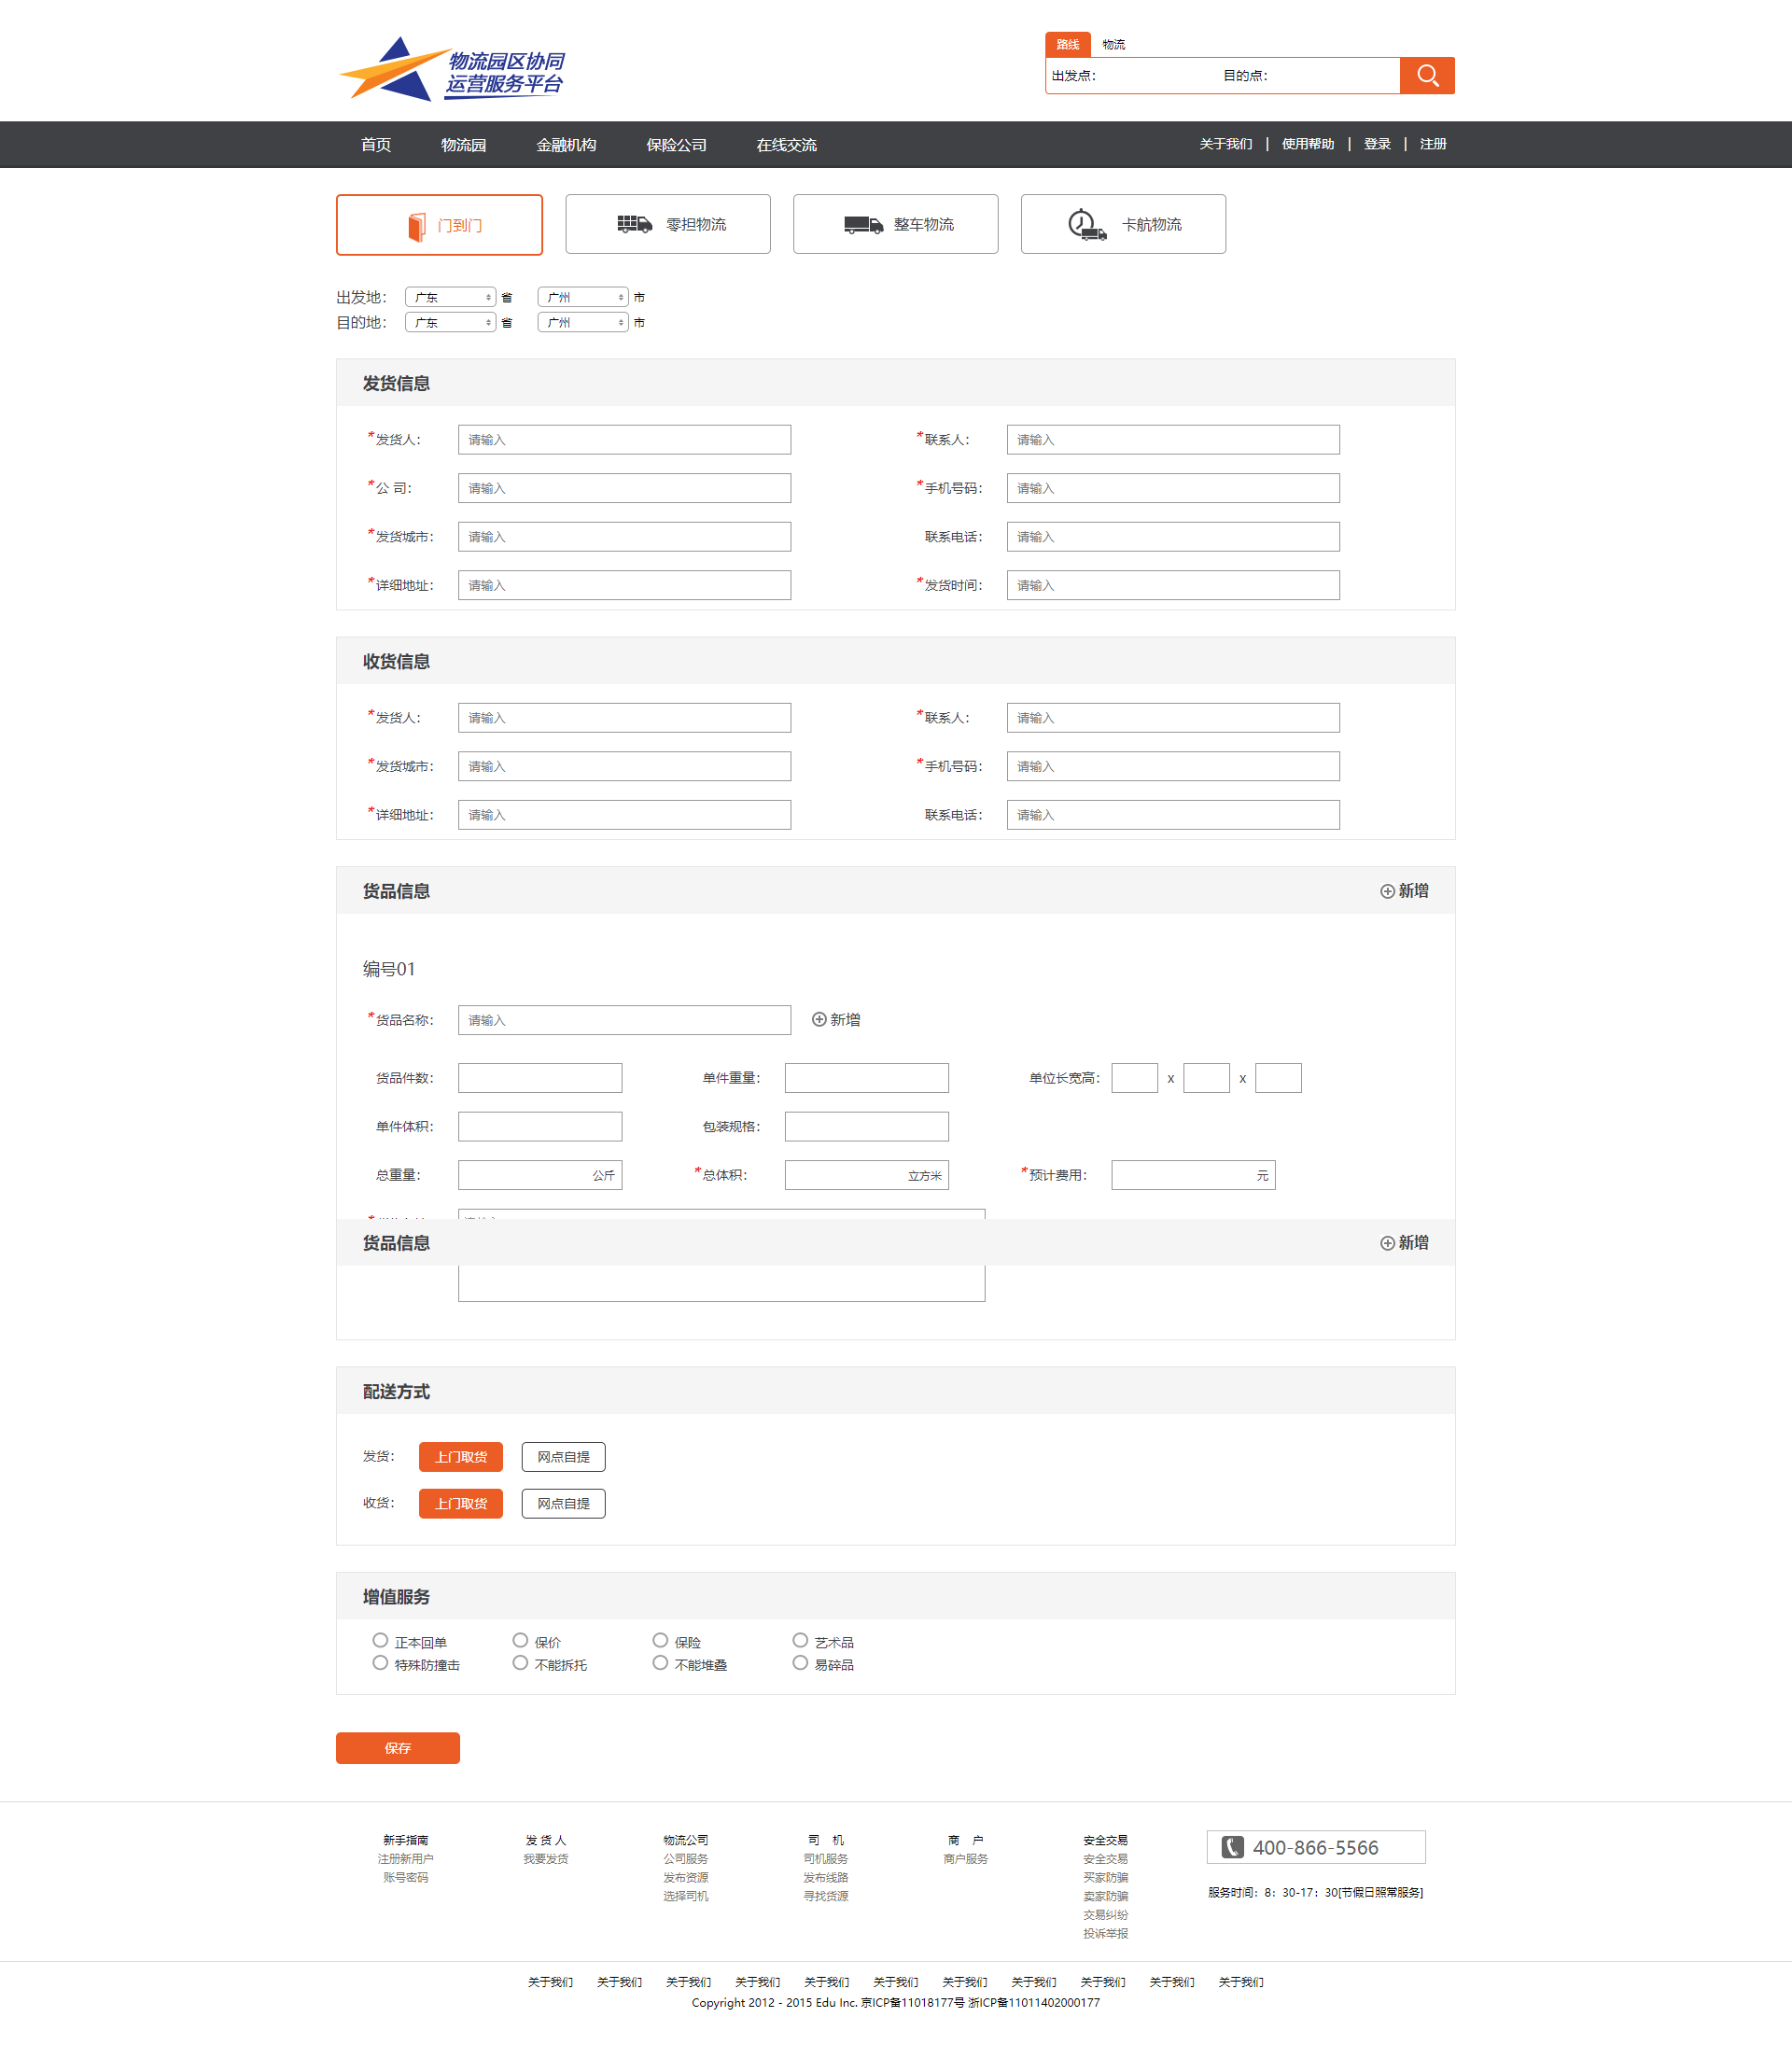 物流园区协同
运营服务平台
路线 物流
出发点： 目的点：
首页 物流园 金融机构 保险公司 在线交流 关于我们 | 使用帮助 | 登录 | 注册
门到门 零担物流 整车物流 卡航物流
出发地： 广东 省 广州 市
目的地： 广东 省 广州 市
发货信息
*发货人： 请输入 *联系人： 请输入
*公 司： 请输入 *手机号码： 请输入
*发货城市： 请输入 联系电话： 请输入
*详细地址： 请输入 *发货时间： 请输入
收货信息
*发货人： 请输入 *联系人： 请输入
*发货城市： 请输入 *手机号码： 请输入
*详细地址： 请输入 联系电话： 请输入
货品信息 新增
编号01
*货品名称： 请输入 新增
货品件数： 单件重量： 单位长宽高： x x
单件体积： 包装规格：
总重量： 公斤 *总体积： 立方米 *预计费用： 元
货品信息 新增
配送方式
发货： 上门取货 网点自提
收货： 上门取货 网点自提
增值服务
正本回单 保价 保险 艺术品
特殊防撞击 不能拆托 不能堆叠 易碎品
保存
新手指南 发 货 人 物流公司 司 机 商 户 安全交易 400-866-5566
注册新用户 我要发货 公司服务 司机服务 商户服务 安全交易
账号密码 发布资源 发布线路 买家防骗
选择司机 寻找货源 卖家防骗 服务时间：8：30-17：30[节假日照常服务]
交易纠纷
投诉举报
关于我们 关于我们 关于我们 关于我们 关于我们 关于我们 关于我们 关于我们 关于我们 关于我们 关于我们
Copyright 2012 - 2015 Edu Inc. 京ICP备11018177号 浙ICP备11011402000177